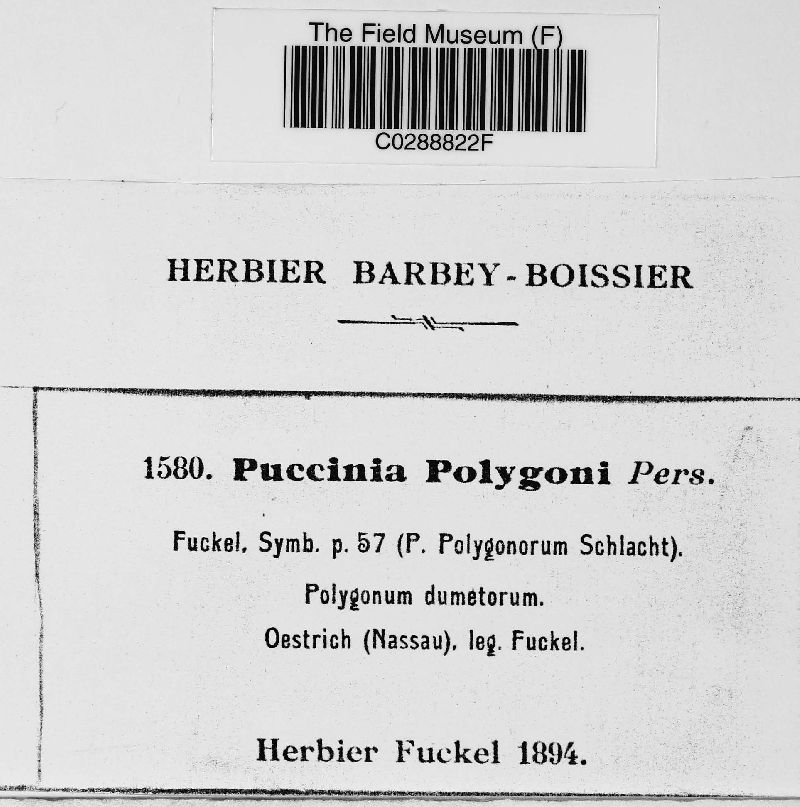 The Field Museum (F)
C0288822F
HERBIER BARBEY-BOISSIER
1580. Puccinia Polygoni Pers.
Fuckel, Symb. p. 57 (P. Polygonorum Schlacht).
Polygonum dumetorum.
Oestrich (Nassau), leg. Fuckel.
Herbier Fuckel 1894.